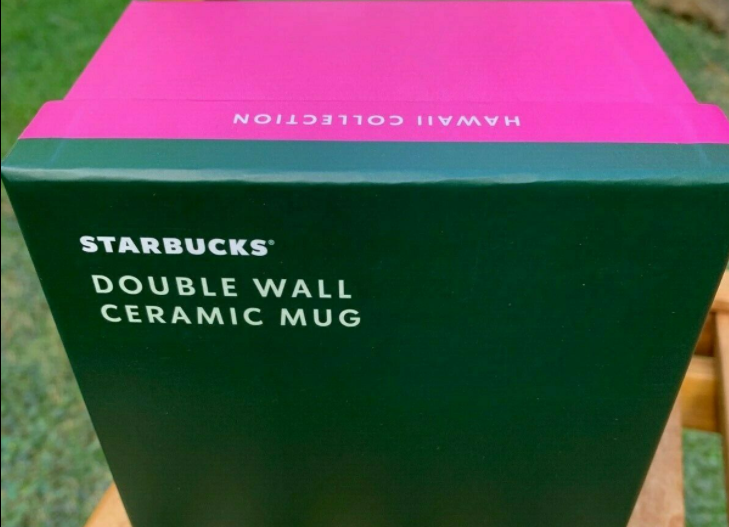 HAWAII COLLECTION
STARBUCKS®
DOUBLE WALL
CERAMIC MUG